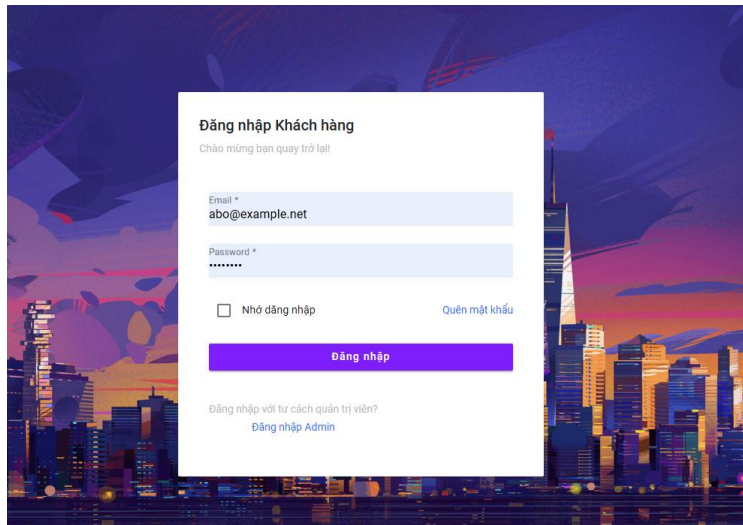 Đăng nhập Khách hàng
Chào mừng bạn quay trở lại!
Email *
abo@example.net
Password *
••••••••
Nhớ dăng nhập
Quên mật khẩu
Đăng nhập
Đăng nhập với tư cách quản trị viên?
Đăng nhập Admin